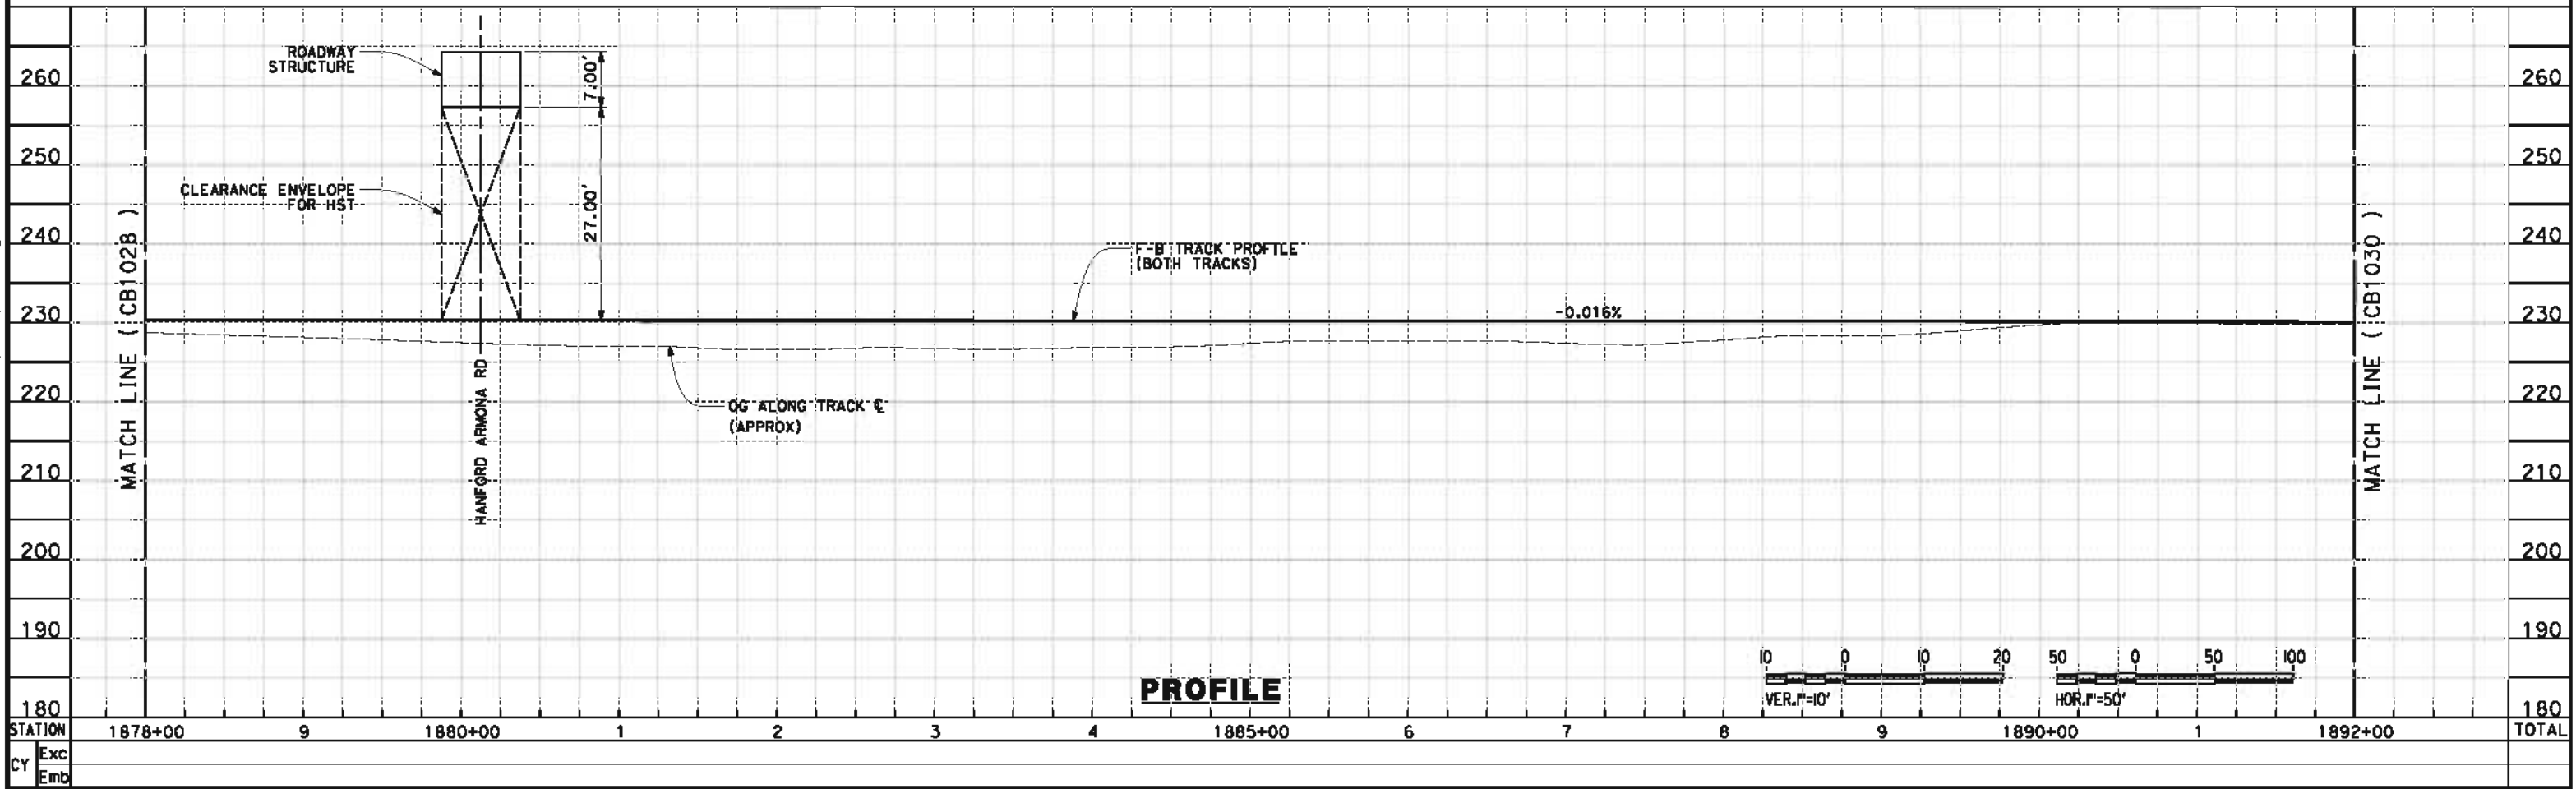 ROADWAY
STRUCTURE
7.00'
260
260
250
250
CLEARANCE ENVELOPE
FOR HST
27.00'
240
240
F-B TRACK PROFILE
(BOTH TRACKS)
-0.016%
230
230
MATCH LINE ( CB1028 )
MATCH LINE ( CB1030 )
HANFORD ARMONA RD
220
220
OG ALONG TRACK ℄
(APPROX)
210
210
200
200
190
190
10 0 10 20
VER.1"=10'
50 0 50 100
HOR.1"=50'
PROFILE
180
180
STATION 1878+00 9 1880+00 1 2 3 4 1885+00 6 7 8 9 1890+00 1 1892+00 TOTAL
CY
Exc
Emb